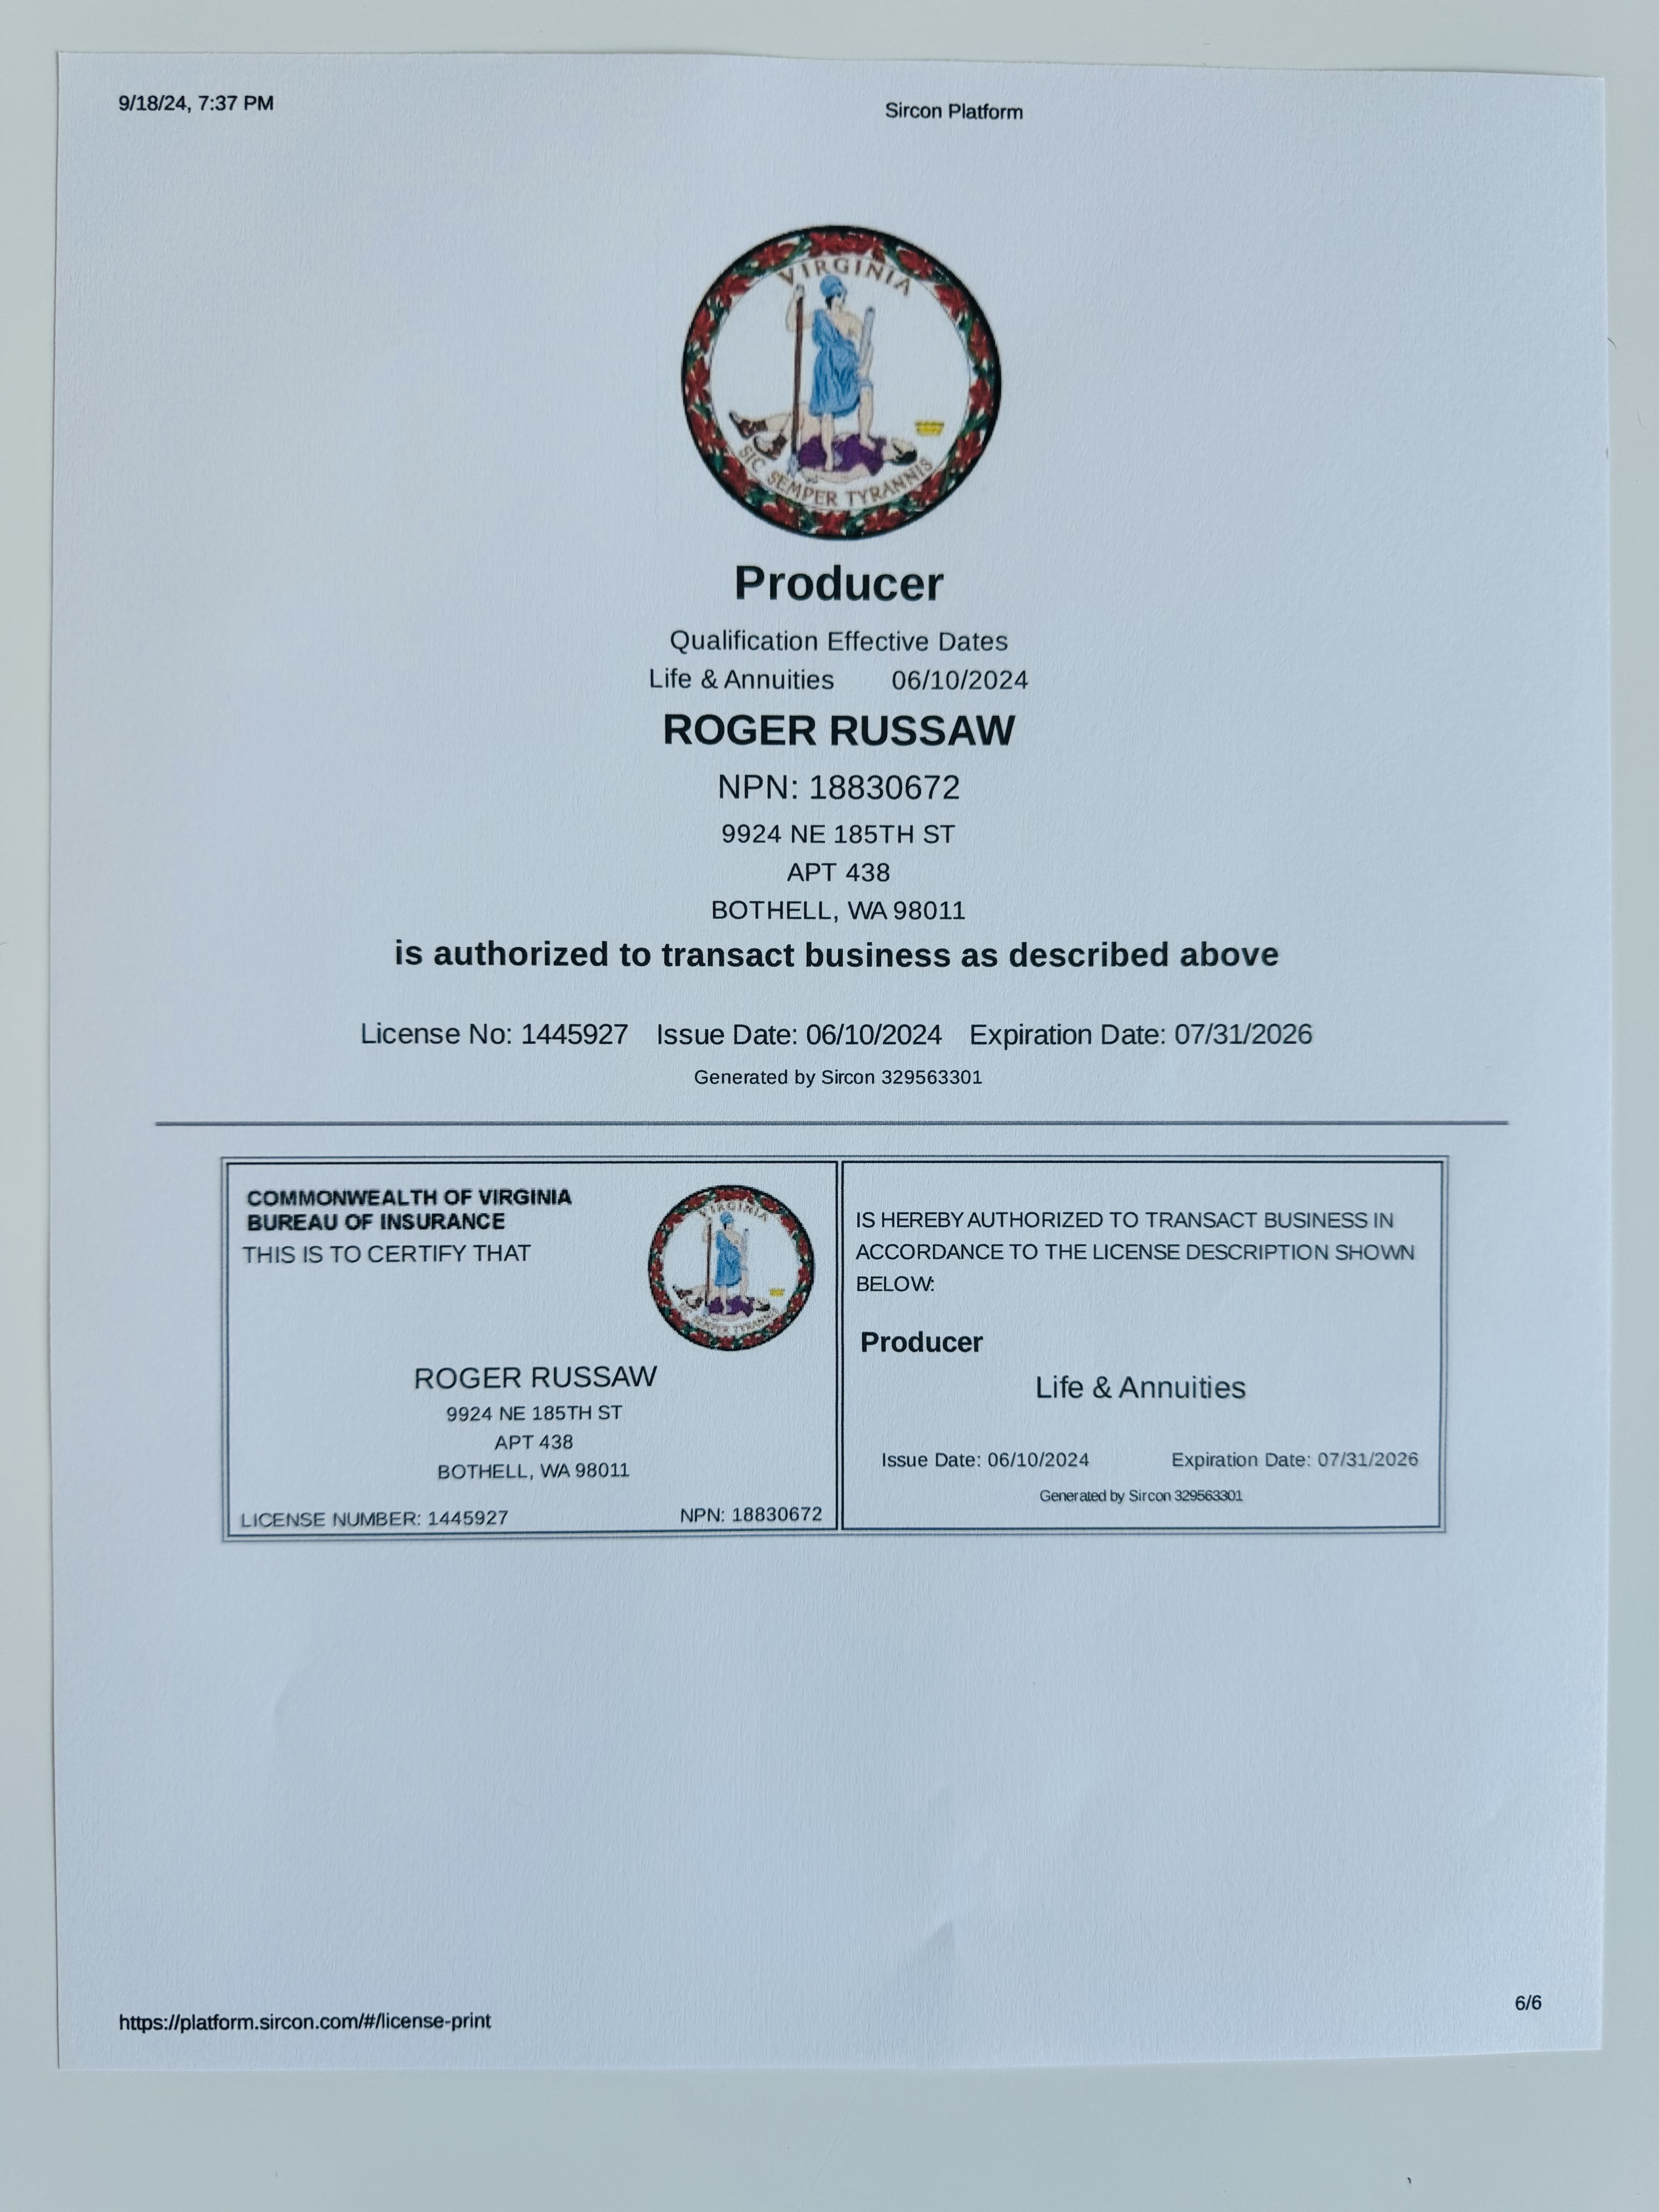 9/18/24, 7:37 PM Sircon Platform
VIRGINIA
SIC SEMPER TYRANNIS
Producer
Qualification Effective Dates
Life & Annuities 06/10/2024
ROGER RUSSAW
NPN: 18830672
9924 NE 185TH ST
APT 438
BOTHELL, WA 98011
is authorized to transact business as described above
License No: 1445927 Issue Date: 06/10/2024 Expiration Date: 07/31/2026
Generated by Sircon 329563301
COMMONWEALTH OF VIRGINIA
BUREAU OF INSURANCE
THIS IS TO CERTIFY THAT
VIRGINIA
SIC SEMPER TYRANNIS
ROGER RUSSAW
9924 NE 185TH ST
APT 438
BOTHELL, WA 98011
LICENSE NUMBER: 1445927 NPN: 18830672
IS HEREBY AUTHORIZED TO TRANSACT BUSINESS IN
ACCORDANCE TO THE LICENSE DESCRIPTION SHOWN
BELOW:
Producer
Life & Annuities
Issue Date: 06/10/2024 Expiration Date: 07/31/2026
Generated by Sircon 329563301
https://platform.sircon.com/#/license-print 6/6